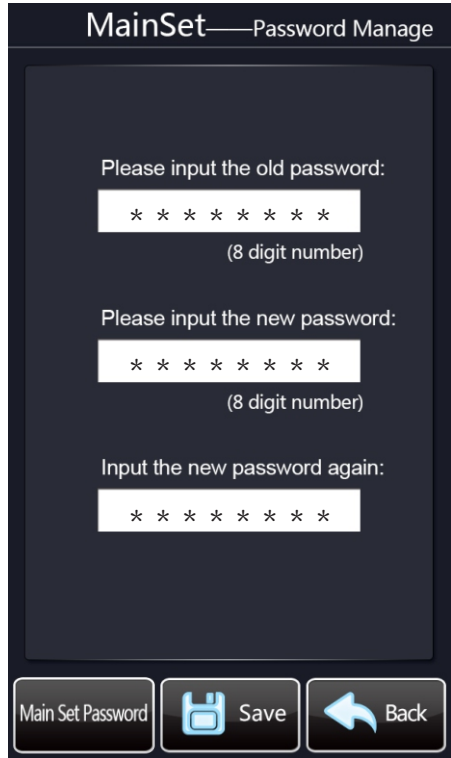 MainSet——Password Manage
Please input the old password:
* * * * * * * *
(8 digit number)
Please input the new password:
* * * * * * * *
(8 digit number)
Input the new password again:
* * * * * * * *
Main Set Password Save Back